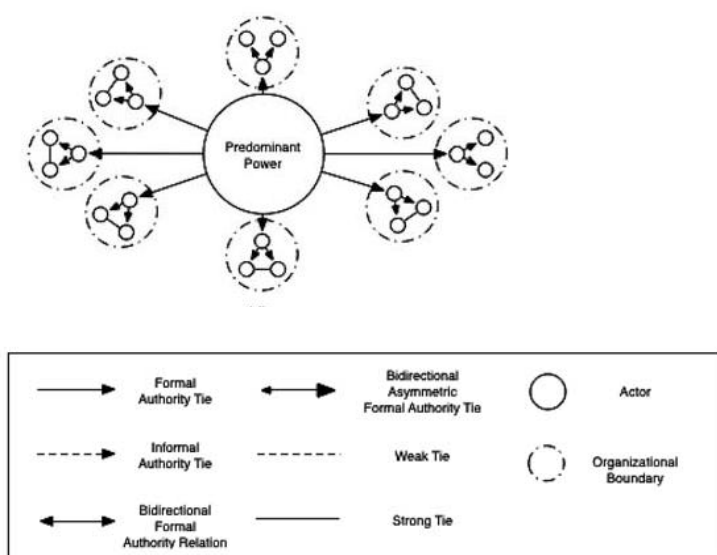 Predominant
Power
Formal
Authority Tie
Bidirectional
Asymmetric
Formal Authority Tie
Actor
Informal
Authority Tie
Weak Tie
Organizational
Boundary
Bidirectional
Formal
Authority Relation
Strong Tie